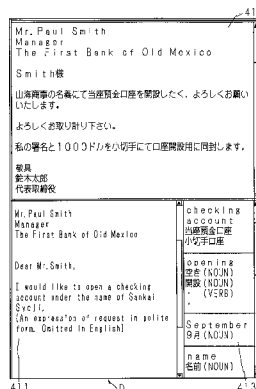 41
Mr. Paul Smith
Manager
The First Bank of Old Mexico
Smith様
山海商事の名義にて当座預金口座を開設したく、よろしくお願い
いたします。
よろしくお取り計り下さい。
私の署名と1000ドルを小切手にて口座開設用に同封します。
敬具
鈴木太郎
代表取締役
Mr. Paul Smith
Manager
The First Bank of Old Mexico
Dear Mr. Smith,
I would like to open a checking
account under the name of Sankai
Syoji,
(An expression of request in polite
form. Omitted in English)
checking
account
当座預金口座
小切手口座
opening
空き (NOUN)
開設 (NOUN)
・ (VERB)
・
September
9月 (NOUN)
name
名前 (NOUN)
411
D
413